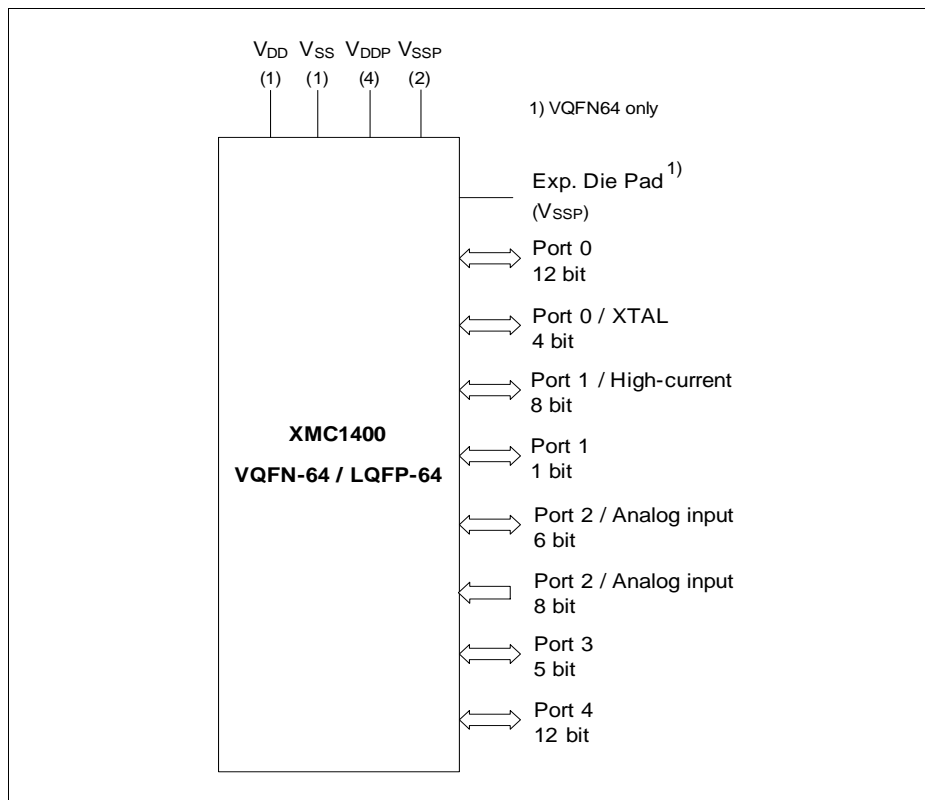 VDD VSS VDDP VSSP
(1) (1) (4) (2)
1) VQFN64 only
Exp. Die Pad 1)
(VSSP)
Port 0
12 bit
Port 0 / XTAL
4 bit
Port 1 / High-current
8 bit
XMC1400
VQFN-64 / LQFP-64
Port 1
1 bit
Port 2 / Analog input
6 bit
Port 2 / Analog input
8 bit
Port 3
5 bit
Port 4
12 bit